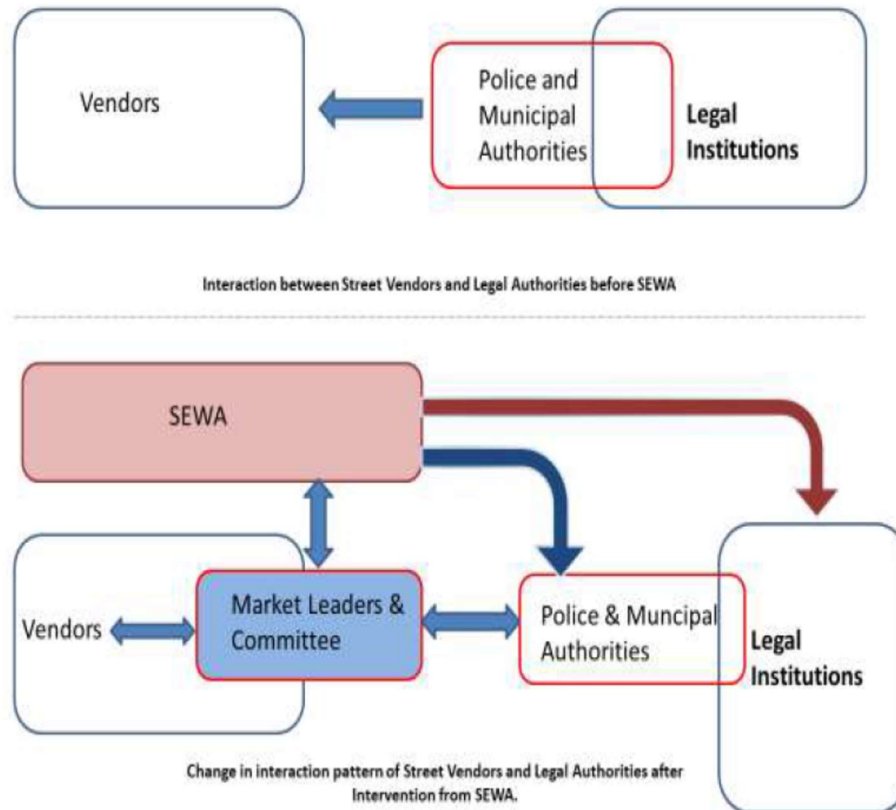 Vendors
Police and
Municipal
Authorities
Legal
Institutions
Interaction between Street Vendors and Legal Authorities before SEWA
SEWA
Vendors
Market Leaders &
Committee
Police & Muncipal
Authorities
Legal
Institutions
Change in interaction pattern of Street Vendors and Legal Authorities after
Intervention from SEWA.